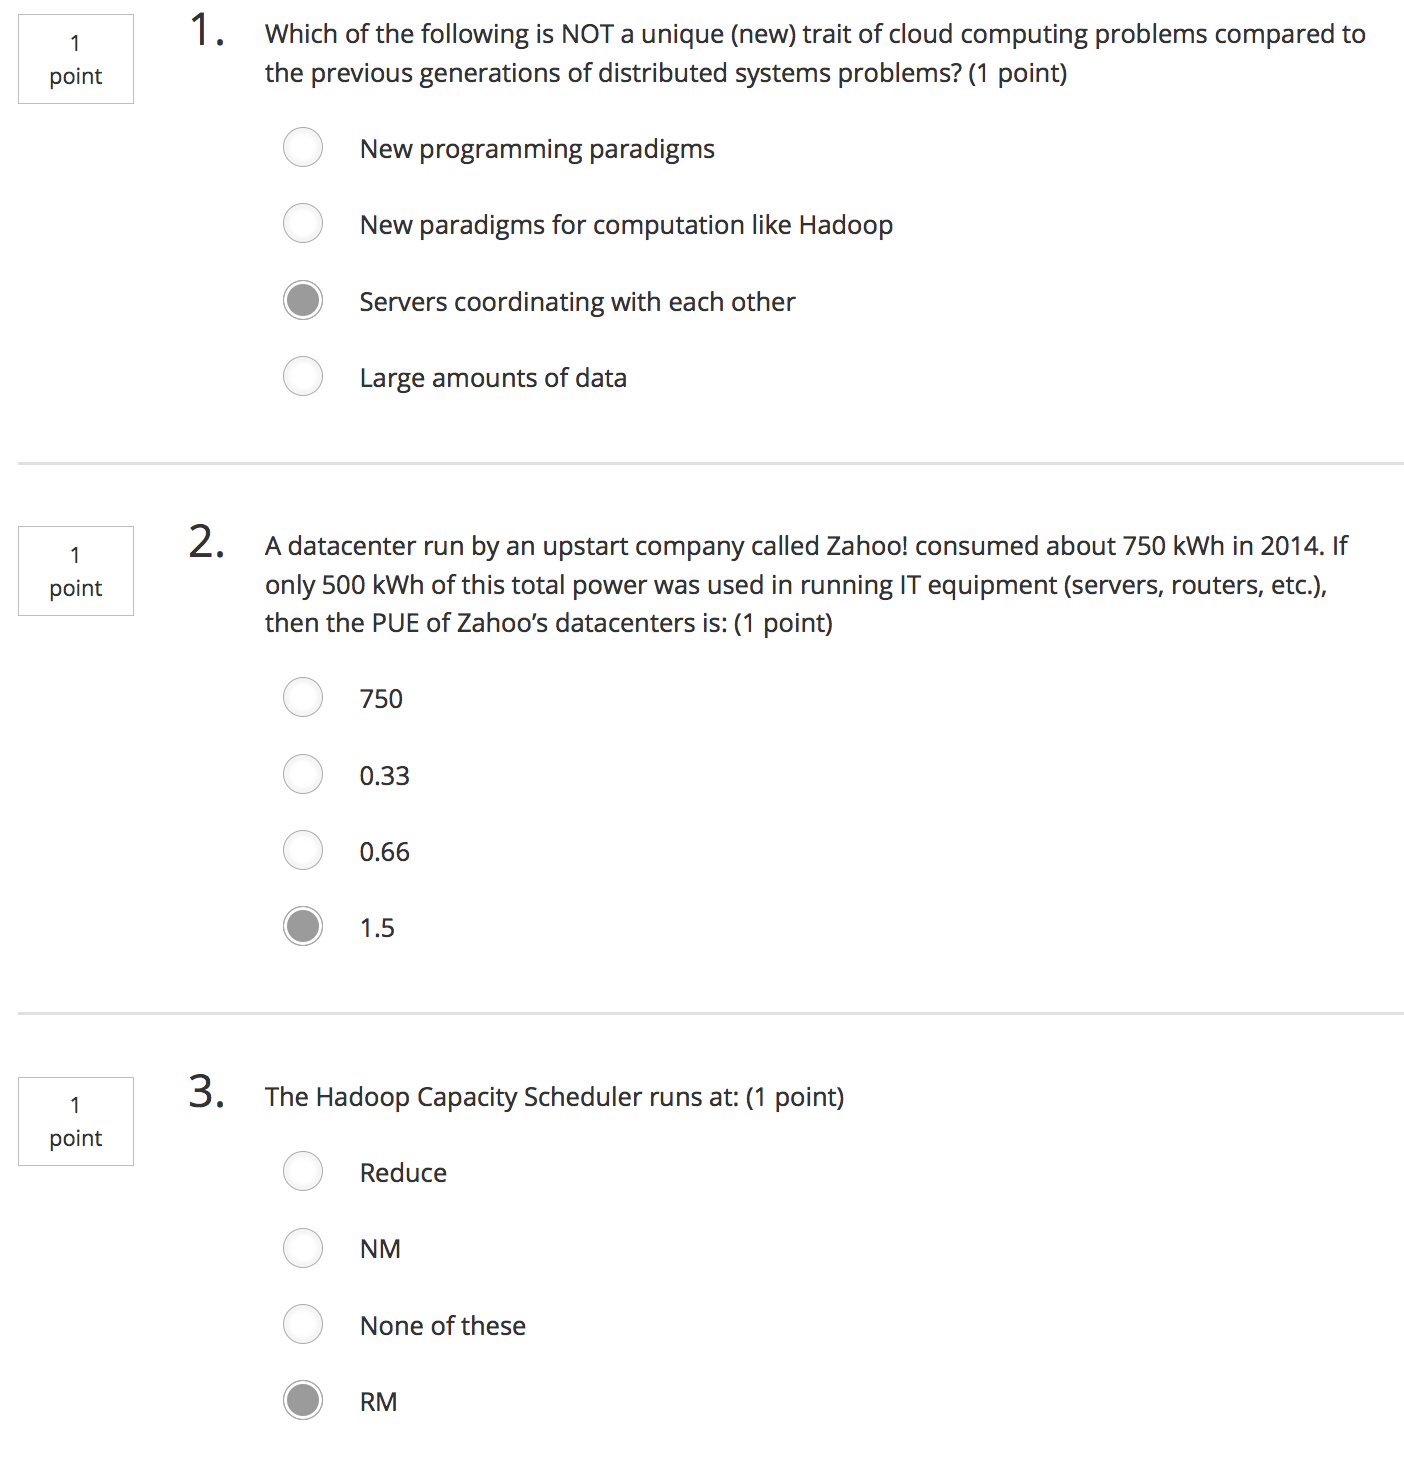 1
point
1.
Which of the following is NOT a unique (new) trait of cloud computing problems compared to
the previous generations of distributed systems problems? (1 point)
New programming paradigms
New paradigms for computation like Hadoop
Servers coordinating with each other
Large amounts of data
1
point
2.
A datacenter run by an upstart company called Zahoo! consumed about 750 kWh in 2014. If
only 500 kWh of this total power was used in running IT equipment (servers, routers, etc.),
then the PUE of Zahoo’s datacenters is: (1 point)
750
0.33
0.66
1.5
1
point
3.
The Hadoop Capacity Scheduler runs at: (1 point)
Reduce
NM
None of these
RM